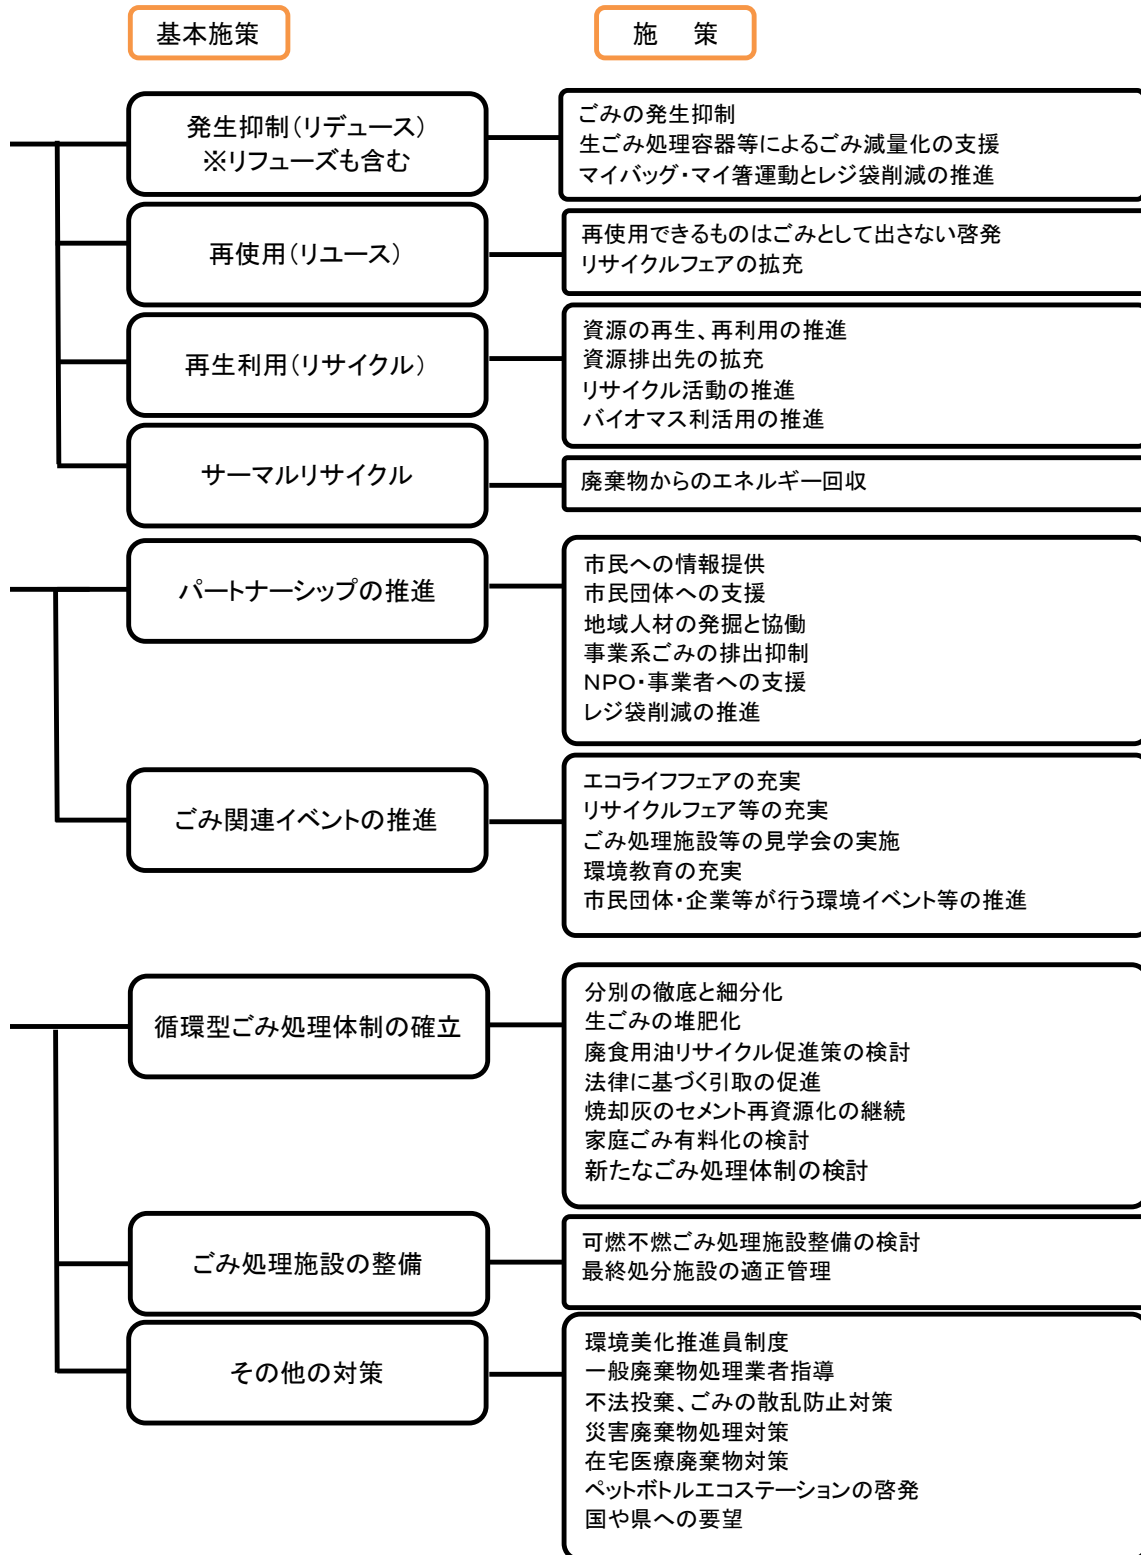 基本施策
施　策
発生抑制(リデュース)
※リフューズも含む
ごみの発生抑制
生ごみ処理容器等によるごみ減量化の支援
マイバッグ・マイ箸運動とレジ袋削減の推進
再使用(リユース)
再使用できるものはごみとして出さない啓発
リサイクルフェアの拡充
再生利用(リサイクル)
資源の再生、再利用の推進
資源排出先の拡充
リサイクル活動の推進
バイオマス利活用の推進
サーマルリサイクル
廃棄物からのエネルギー回収
パートナーシップの推進
市民への情報提供
市民団体への支援
地域人材の発掘と協働
事業系ごみの排出抑制
NPO・事業者への支援
レジ袋削減の推進
ごみ関連イベントの推進
エコライフフェアの充実
リサイクルフェア等の充実
ごみ処理施設等の見学会の実施
環境教育の充実
市民団体・企業等が行う環境イベント等の推進
循環型ごみ処理体制の確立
分別の徹底と細分化
生ごみの堆肥化
廃食用油リサイクル促進策の検討
法律に基づく引取の促進
焼却灰のセメント再資源化の継続
家庭ごみ有料化の検討
新たなごみ処理体制の検討
ごみ処理施設の整備
可燃不燃ごみ処理施設整備の検討
最終処分施設の適正管理
その他の対策
環境美化推進員制度
一般廃棄物処理業者指導
不法投棄、ごみの散乱防止対策
災害廃棄物処理対策
在宅医療廃棄物対策
ペットボトルエコステーションの啓発
国や県への要望